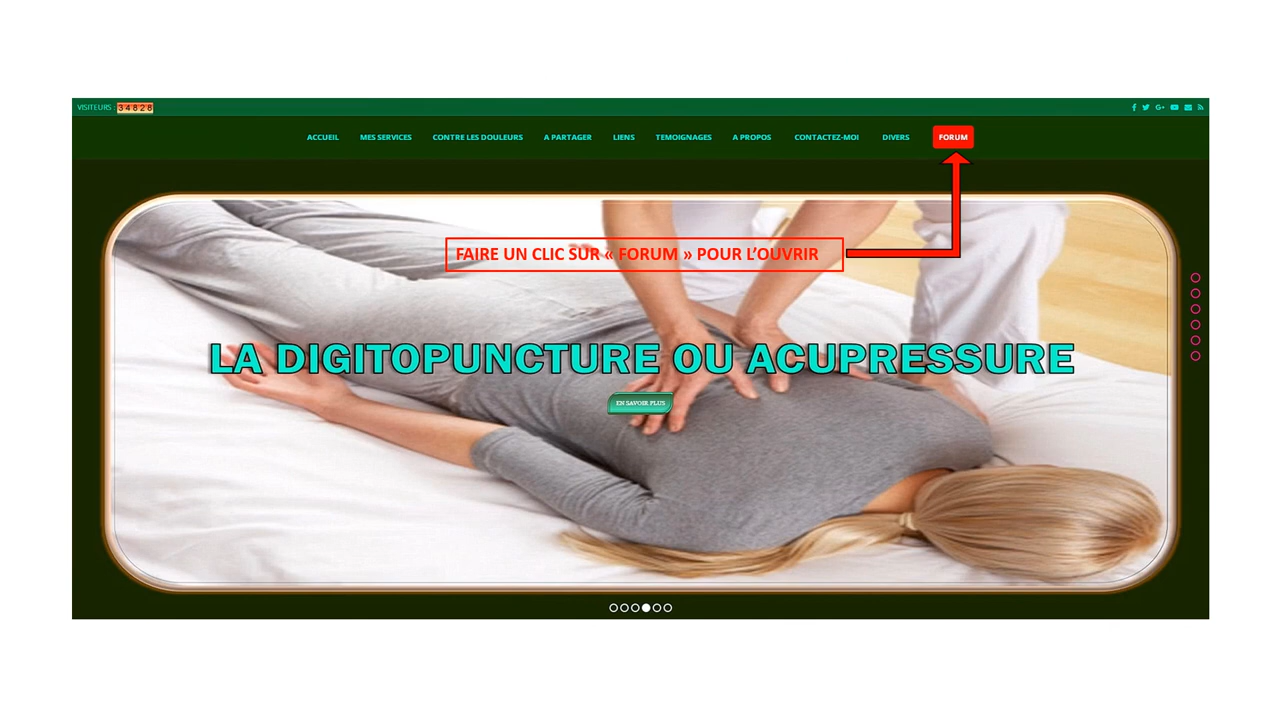 VISITEURS : 34828
ACCUEIL MES SERVICES CONTRE LES DOULEURS A PARTAGER LIENS TEMOIGNAGES A PROPOS CONTACTEZ-MOI DIVERS FORUM
FAIRE UN CLIC SUR « FORUM » POUR L’OUVRIR
LA DIGITOPUNCTURE OU ACUPRESSURE
EN SAVOIR PLUS